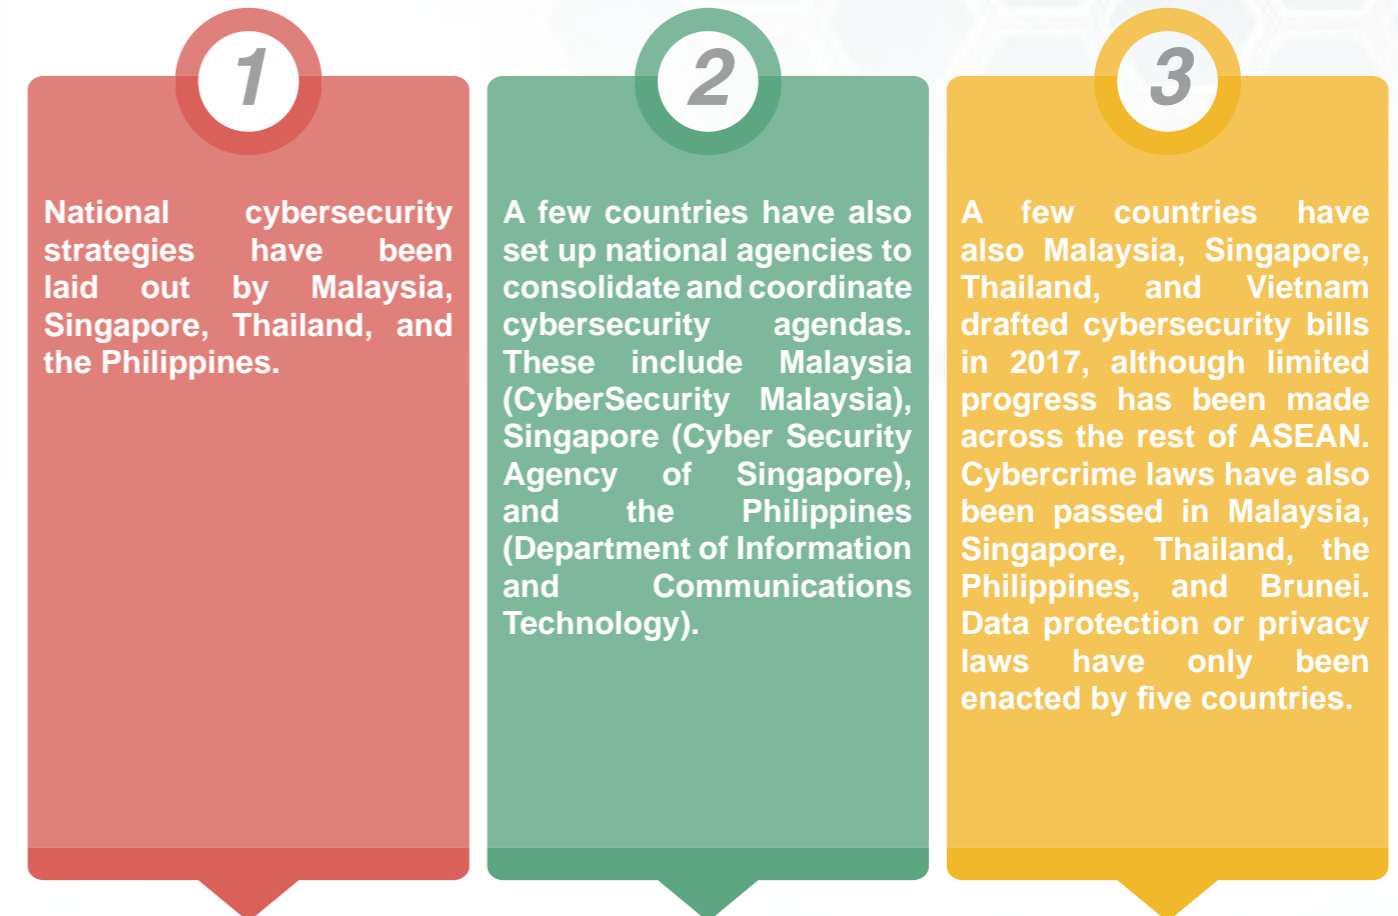 1
National cybersecurity
strategies have been
laid out by Malaysia,
Singapore, Thailand, and
the Philippines.
2
A few countries have also
set up national agencies to
consolidate and coordinate
cybersecurity agendas.
These include Malaysia
(CyberSecurity Malaysia),
Singapore (Cyber Security
Agency of Singapore),
and the Philippines
(Department of Information
and Communications
Technology).
3
A few countries have
also Malaysia, Singapore,
Thailand, and Vietnam
drafted cybersecurity bills
in 2017, although limited
progress has been made
across the rest of ASEAN.
Cybercrime laws have also
been passed in Malaysia,
Singapore, Thailand, the
Philippines, and Brunei.
Data protection or privacy
laws have only been
enacted by five countries.